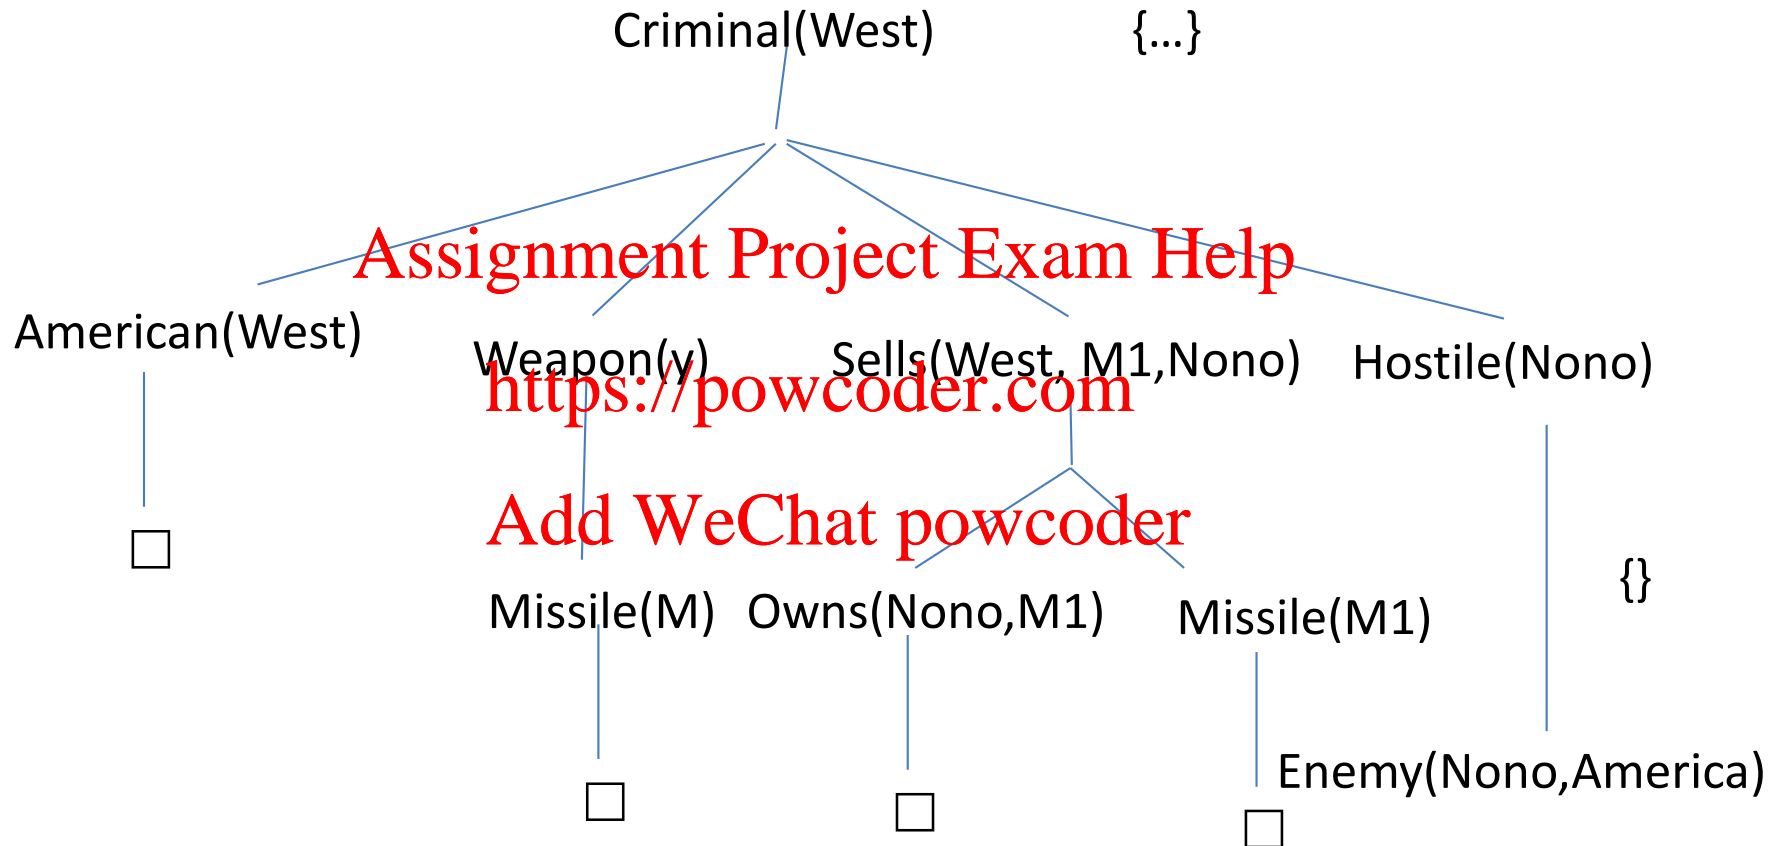 Criminal(West) {...}
Assignment Project Exam Help
American(West) Weapon(y) Sells(West, M1,Nono) Hostile(Nono)
https://powcoder.com
Add WeChat powcoder
{}
Missile(M) Owns(Nono,M1) Missile(M1)
Enemy(Nono,America)